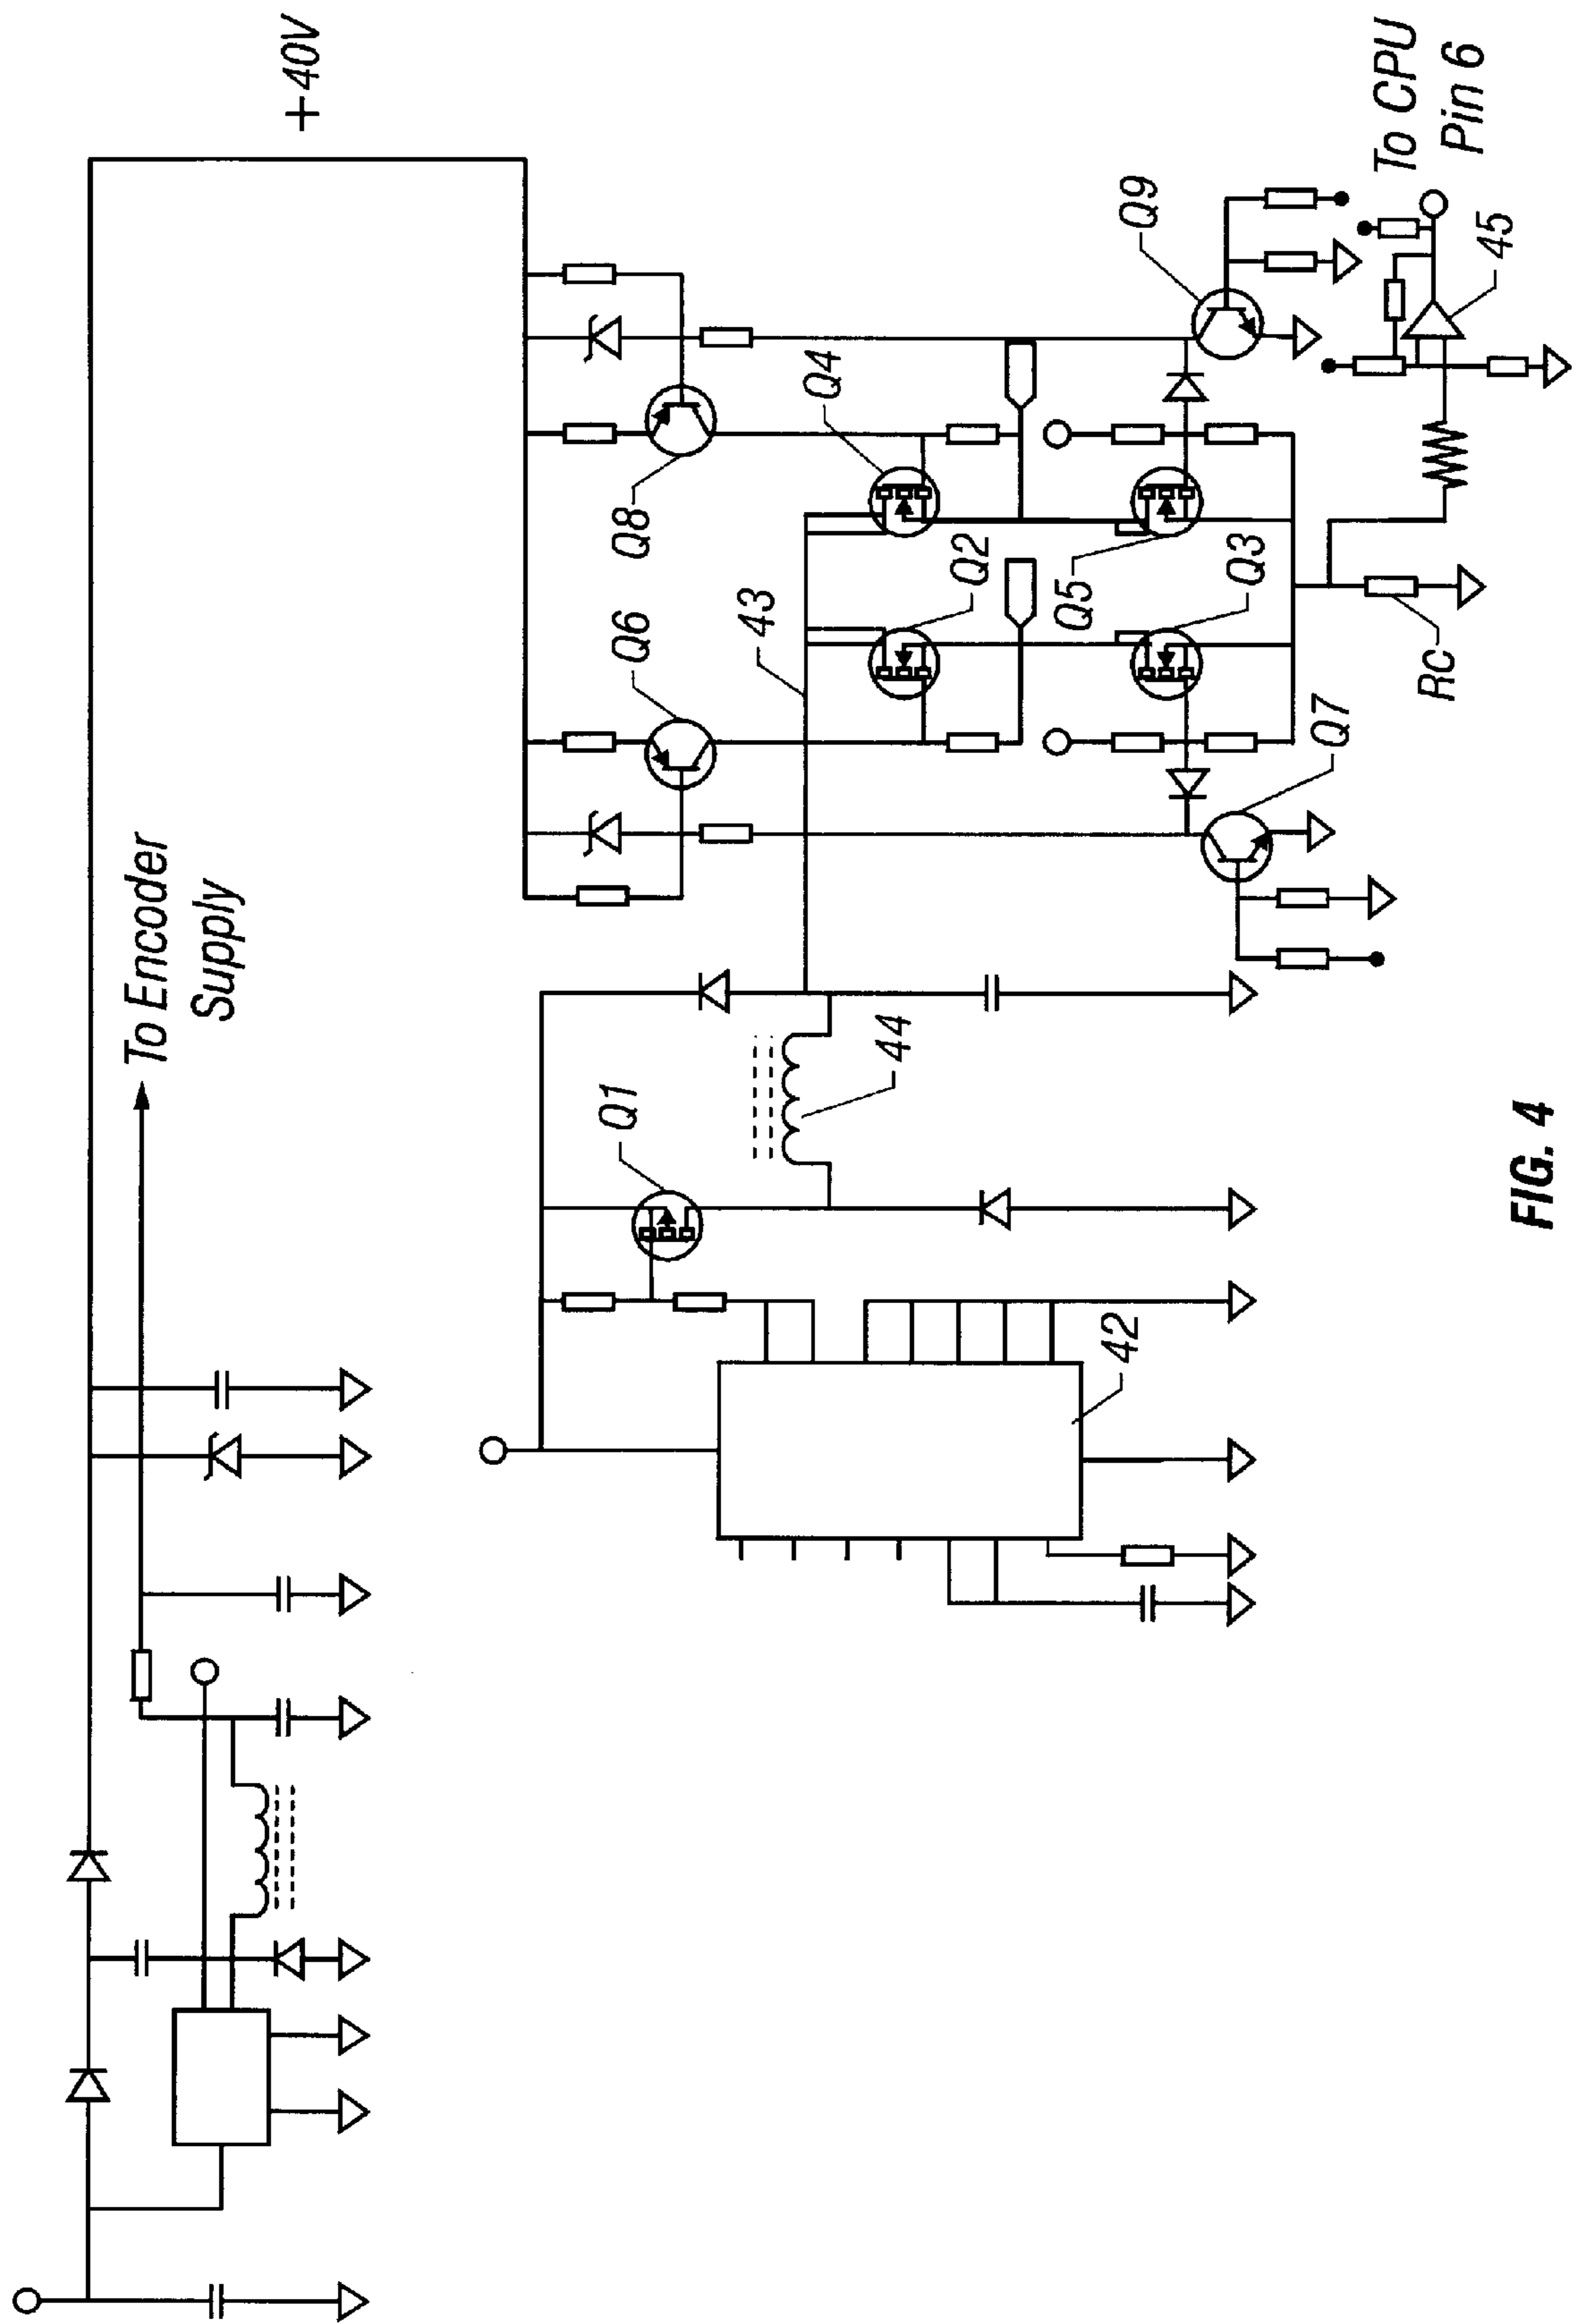 +40V
To Encoder
Supply
Q8
Q6
43
Q4
Q2
Q9
To CPU
Pin 6
45
Q5
Q3
Rc
Q7
Q1
44
42
FIG. 4